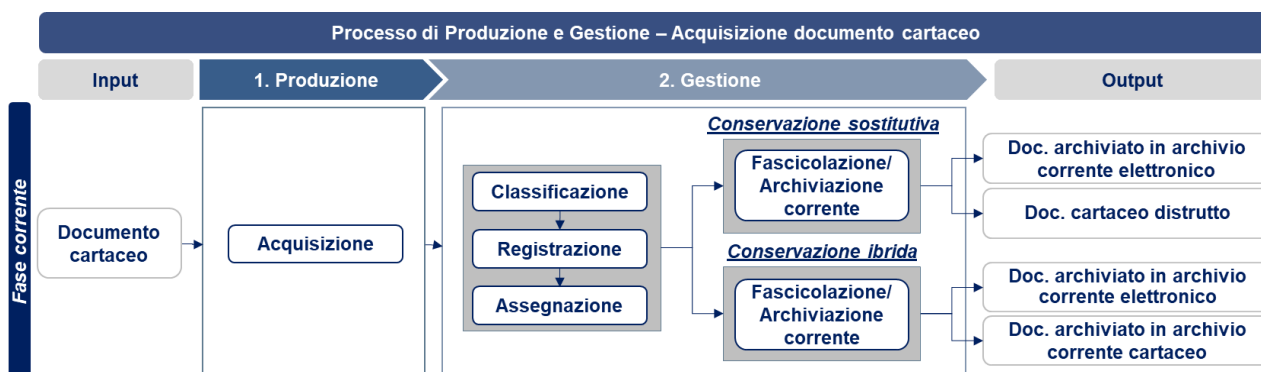 Processo di Produzione e Gestione – Acquisizione documento cartaceo
Input
1. Produzione
2. Gestione
Output
Fase corrente
Documento
cartaceo
Acquisizione
Classificazione
Registrazione
Assegnazione
Conservazione sostitutiva
Fascicolazione/
Archiviazione
corrente
Conservazione ibrida
Fascicolazione/
Archiviazione
corrente
Doc. archiviato in archivio
corrente elettronico
Doc. cartaceo distrutto
Doc. archiviato in archivio
corrente elettronico
Doc. archiviato in archivio
corrente cartaceo